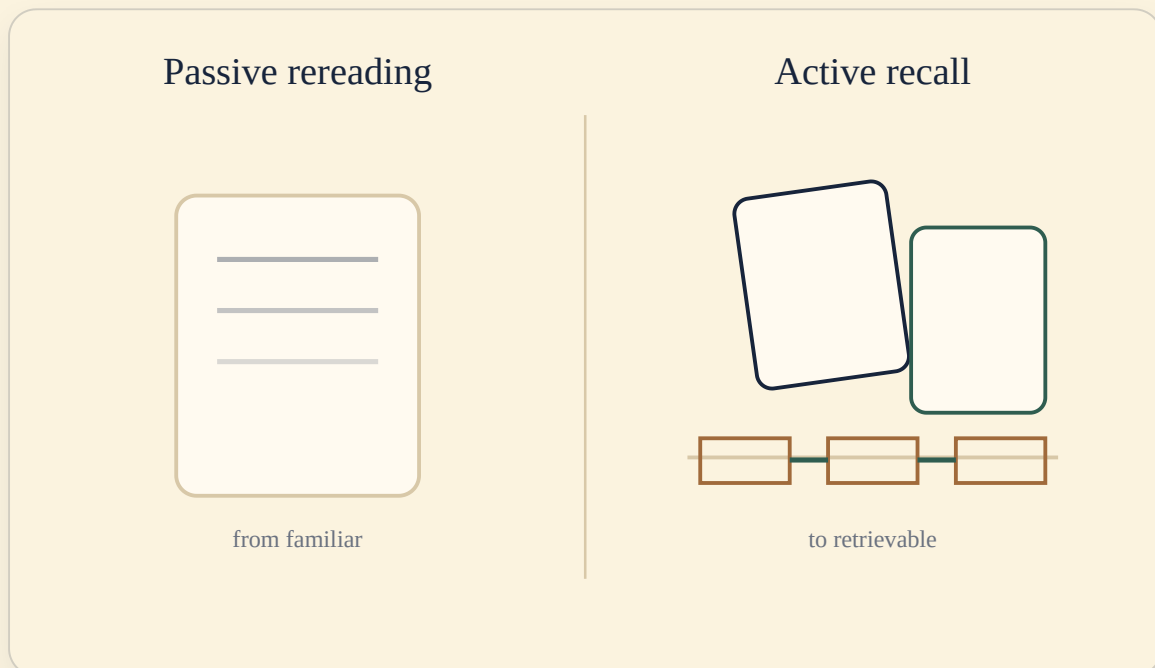 Passive rereading
Active recall
from familiar
to retrievable